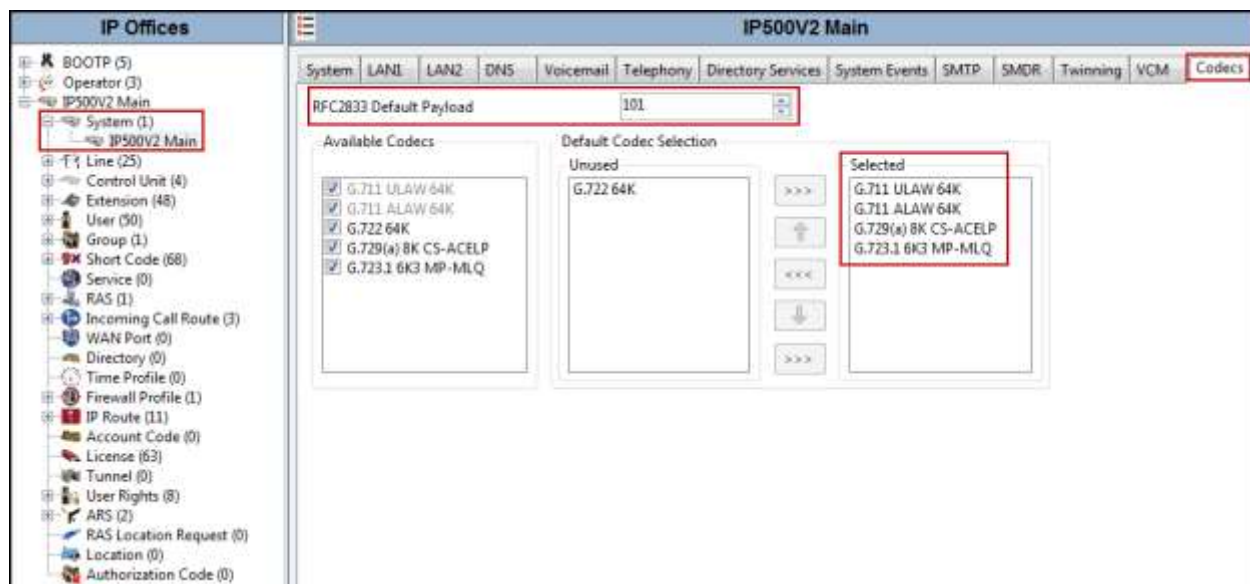 IP Offices
BOOTP (5)
Operator (3)
IP500V2 Main
System (1)
IP500V2 Main
Line (25)
Control Unit (4)
Extension (48)
User (50)
Group (1)
Short Code (68)
Service (0)
RAS (1)
Incoming Call Route (3)
WAN Port (0)
Directory (0)
Time Profile (0)
Firewall Profile (1)
IP Route (11)
Account Code (0)
License (63)
Tunnel (0)
User Rights (8)
ARS (2)
RAS Location Request (0)
Location (0)
Authorization Code (0)
IP500V2 Main
System LAN1 LAN2 DNS Voicemail Telephony Directory Services System Events SMTP SMDR Twinning VCM Codecs
RFC2833 Default Payload 101
Available Codecs
G.711 ULAW 64K
G.711 ALAW 64K
G.722 64K
G.729(a) 8K CS-ACELP
G.723.1 6K3 MP-MLQ
Default Codec Selection
Unused
G.722 64K
>>>
<<<
>>>
Selected
G.711 ULAW 64K
G.711 ALAW 64K
G.729(a) 8K CS-ACELP
G.723.1 6K3 MP-MLQ